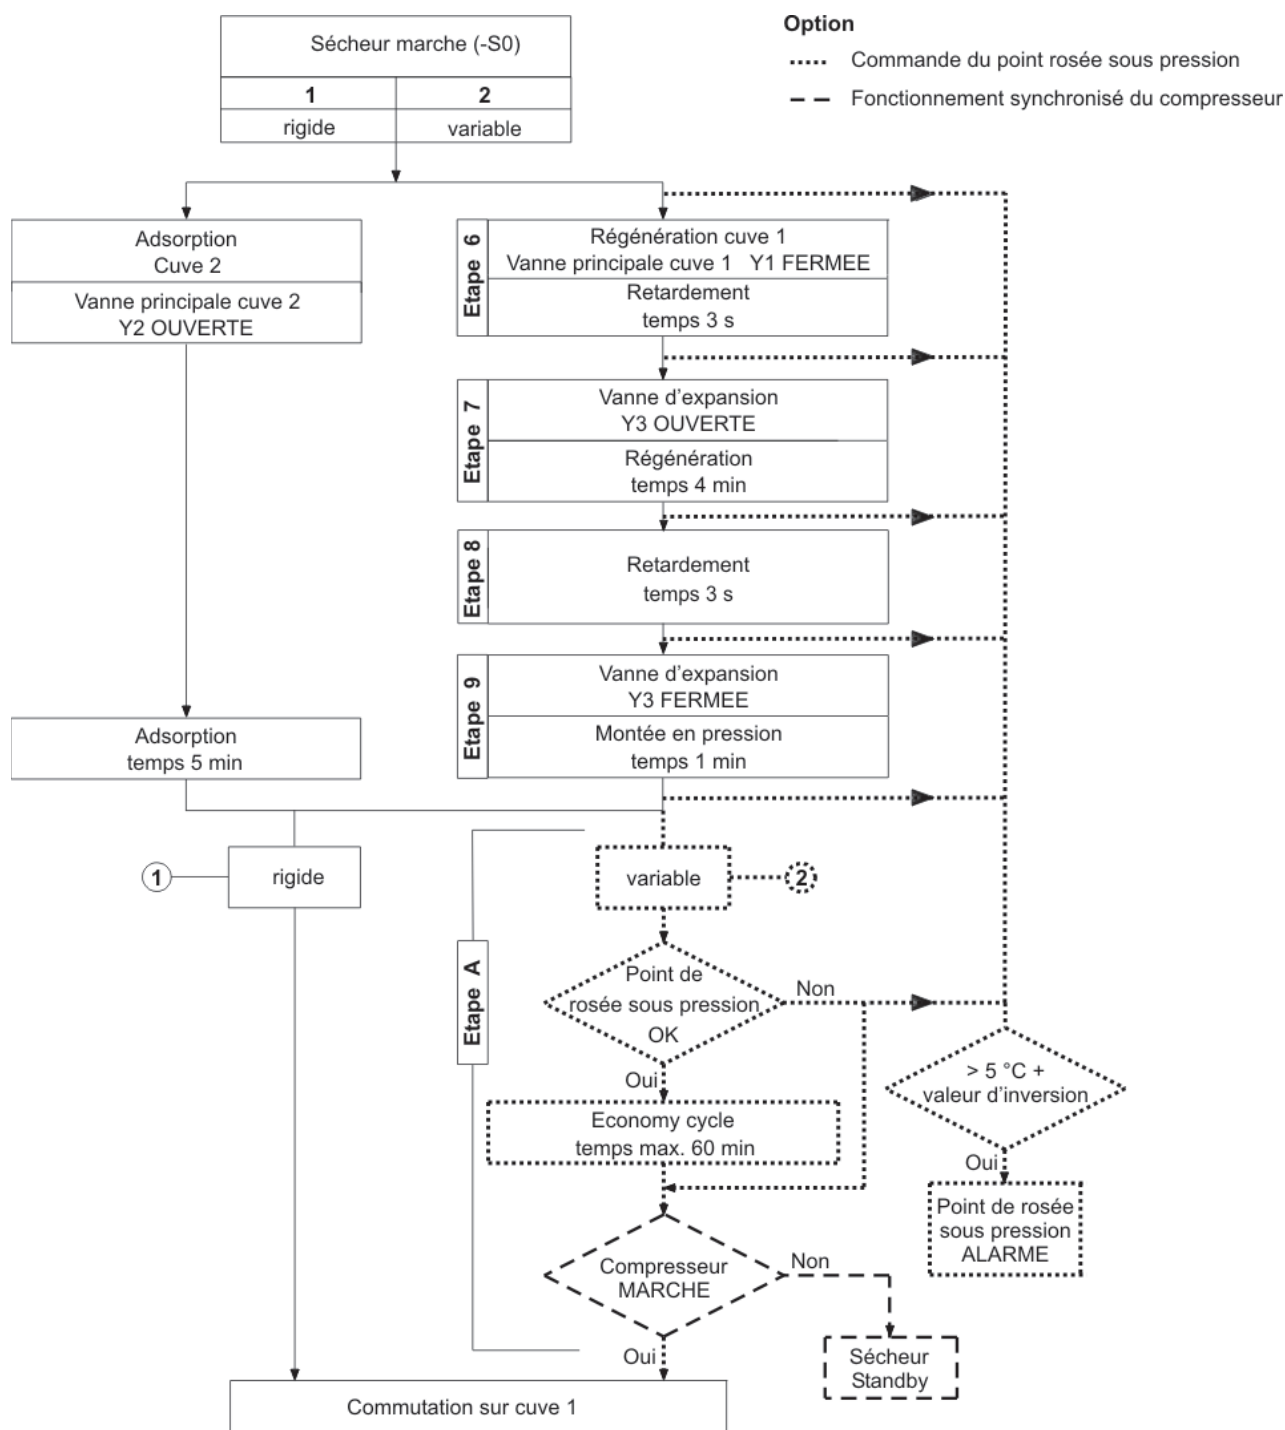 Sécheur marche (-S0)
1
2
rigide
variable
Option
Commande du point rosée sous pression
Fonctionnement synchronisé du compresseur
Adsorption
Cuve 2
Vanne principale cuve 2
Y2 OUVERTE
Etape 6
Régénération cuve 1
Vanne principale cuve 1 Y1 FERMEE
Retardement
temps 3 s
Etape 7
Vanne d'expansion
Y3 OUVERTE
Régénération
temps 4 min
Etape 8
Retardement
temps 3 s
Etape 9
Vanne d'expansion
Y3 FERMEE
Montée en pression
temps 1 min
Adsorption
temps 5 min
1
rigide
variable
2
Etape A
Point de
rosée sous pression
OK
Non
Oui
Economy cycle
temps max. 60 min
> 5 °C +
valeur d'inversion
Oui
Point de rosée
sous pression
ALARME
Compresseur
MARCHE
Non
Oui
Sécheur
Standby
Commutation sur cuve 1